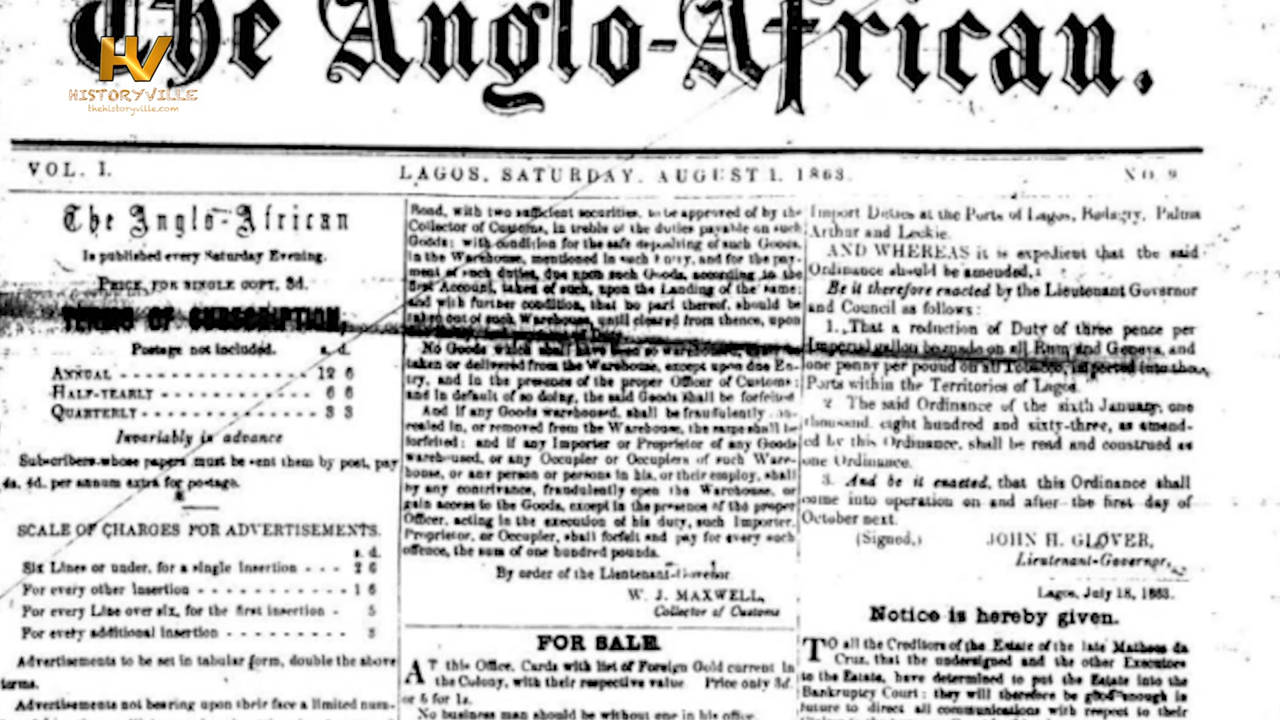 The Anglo-African.
HV
HISTORYVILLE
thehistoryville.com
VOL. I.
LAGOS, SATURDAY, AUGUST 1, 1863.
NO. 9
The Anglo-African
Is published every Saturday Evening.
PRICE, FOR SINGLE COPY, 3d.
TERMS OF SUBSCRIPTION,
Postage not included. s. d.
ANNUAL - - - - - - - - - - - - - 12 6
HALF-YEARLY - - - - - - - - - - 6 6
QUARTERLY - - - - - - - - - - - 3 3
Invariably in advance
Subscribers whose papers must be sent them by post, pay
4s. 4d. per annum extra for postage.
SCALE OF CHARGES FOR ADVERTISEMENTS.
s. d.
Six Lines or under, for a single Insertion - - - 2 6
For every other Insertion - - - - - - - - - - 1 6
For every Line over six, for the first insertion -
For every additional Insertion - - - - - - - - -
Advertisements to be set in tabular form, double the above
terms.
Advertisements not bearing upon their face a limited num-
Bond, with two sufficient securities, to be approved of by the
Collector of Customs, in treble of the duties payable on such
Goods; with condition for the safe depositing of such Goods,
in the Warehouse, mentioned in such Entry, and for the pay-
ment of such duties, due upon such Goods, according to the
first Account, taken of such, upon the Landing of the same;
and with further condition, that no part thereof, should be
taken out of such Warehouse, until cleared from thence, upon
No Goods which shall have been so warehoused, shall be
taken or delivered from the Warehouse, except upon due En-
try, and in the presence of the proper Officer of Customs;
and in default of so doing, the said Goods shall be forfeited
And if any Goods warehoused, shall be fraudulently con-
cealed in, or removed from the Warehouse, the same shall be
forfeited; and if any Importer or Proprietor of any Goods
warehoused, or any Occupier or Occupiers of such Ware-
house, or any person or persons in his, or their employ, shall
by any contrivance, fraudulently open the Warehouse, or
gain access to the Goods, except in the presence of the proper
Officer, acting in the execution of his duty, such Importer,
Proprietor, or Occupier, shall forfeit and pay for every such
offence, the sum of one hundred pounds.
By order of the Lieutenant-Governor.
W. J. MAXWELL,
Collector of Customs
FOR SALE
AT this Office, Cards with list of Foreign Gold current in
the Colony, with their respective value. Price only 3d.
or 6 for 1s.
No business man should be without one in his office.
Import Duties at the Ports of Lagos, Badagry, Palma
Arthur and Leckie.
AND WHEREAS it is expedient that the said
Ordinance should be amended,
Be it therefore enacted by the Lieutenant Governor
and Council as follows:
1. That a reduction of Duty of three pence per
Imperial gallon be made on all Rum and Geneva, and
one penny per pound on all Tobacco, imported into the
Ports within the Territories of Lagos.
2 The said Ordinance of the sixth January, one
thousand, eight hundred and sixty-three, as amend-
ed by this Ordinance, shall be read and construed as
one Ordinance.
3. And be it enacted, that this Ordinance shall
come into operation on and after the first day of
October next.
(Signed,) JOHN H. GLOVER,
Lieutenant-Governor,
Lagos, July 18, 1863.
Notice is hereby given.
TO all the Creditors of the Estate of the late Matheos da
Cruz, that the undersigned and the other Executors
to the Estate, have determined to put the Estate into the
Bankruptcy Court; they will therefore be good enough in
future to direct all communications with respect to their